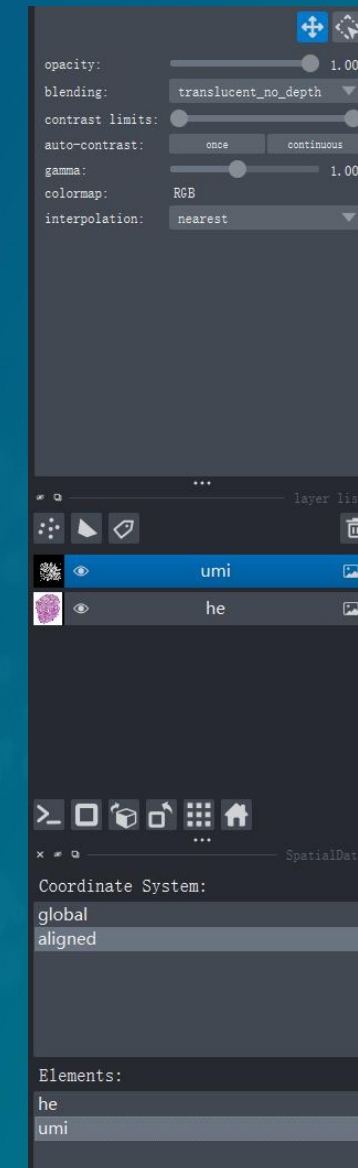 opacity: 1.00
blending: translucent_no_depth
contrast limits:
auto-contrast: once continuous
gamma: 1.00
colormap: RGB
interpolation: nearest
layer lis
umi
he
SpatialDat
Coordinate System:
global
aligned
Elements:
he
umi